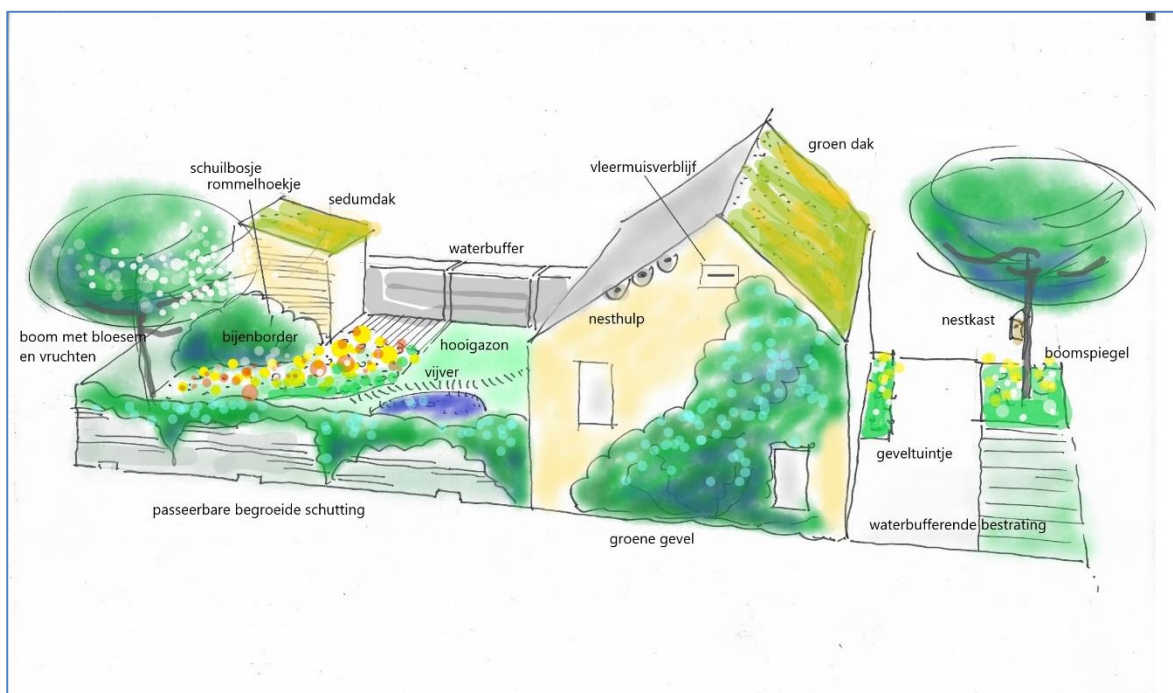 groen dak
schuilbosje
rommelhoekje
vleermuisverblijf
sedumdak
waterbuffer
nesthulp
nestkast
boom met bloesem
en vruchten
bijenborder
hooigazon
boomspiegel
vijver
geveltuintje
passeerbare begroeide schutting
waterbufferende bestrating
groene gevel